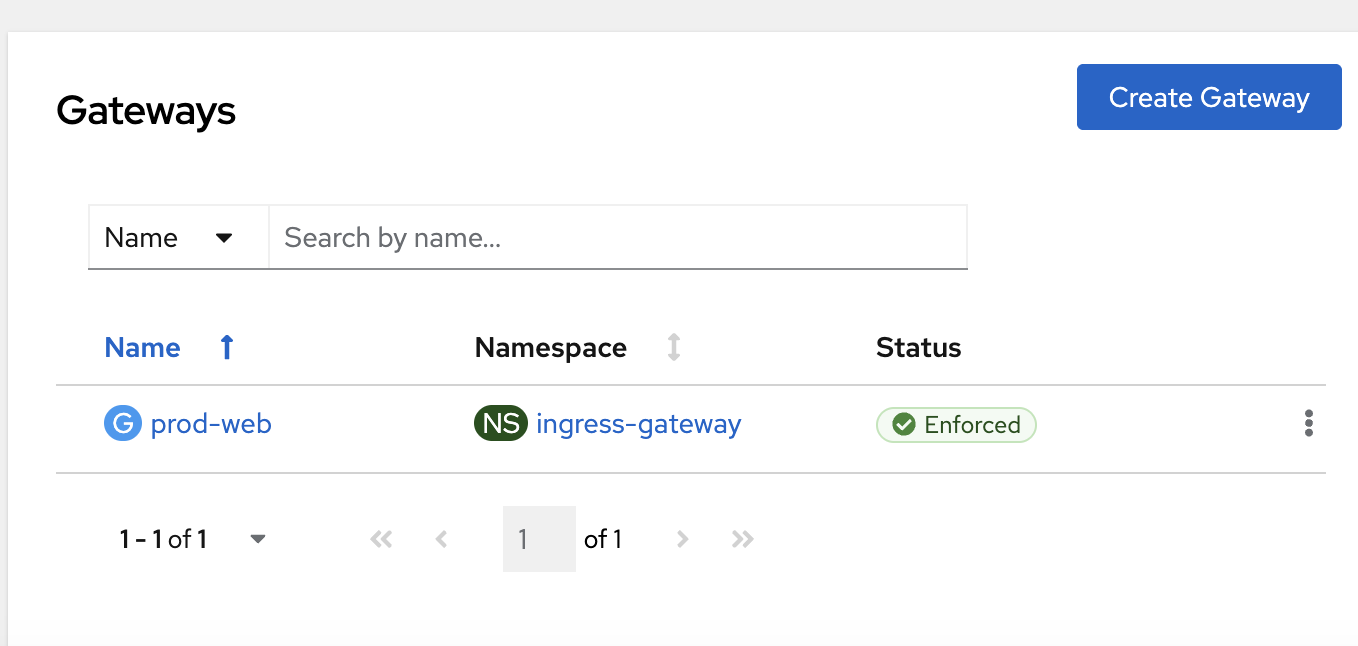 Gateways
Create Gateway
Name
Search by name...
Name Namespace Status
G prod-web NS ingress-gateway Enforced
1 - 1 of 1 1 of 1